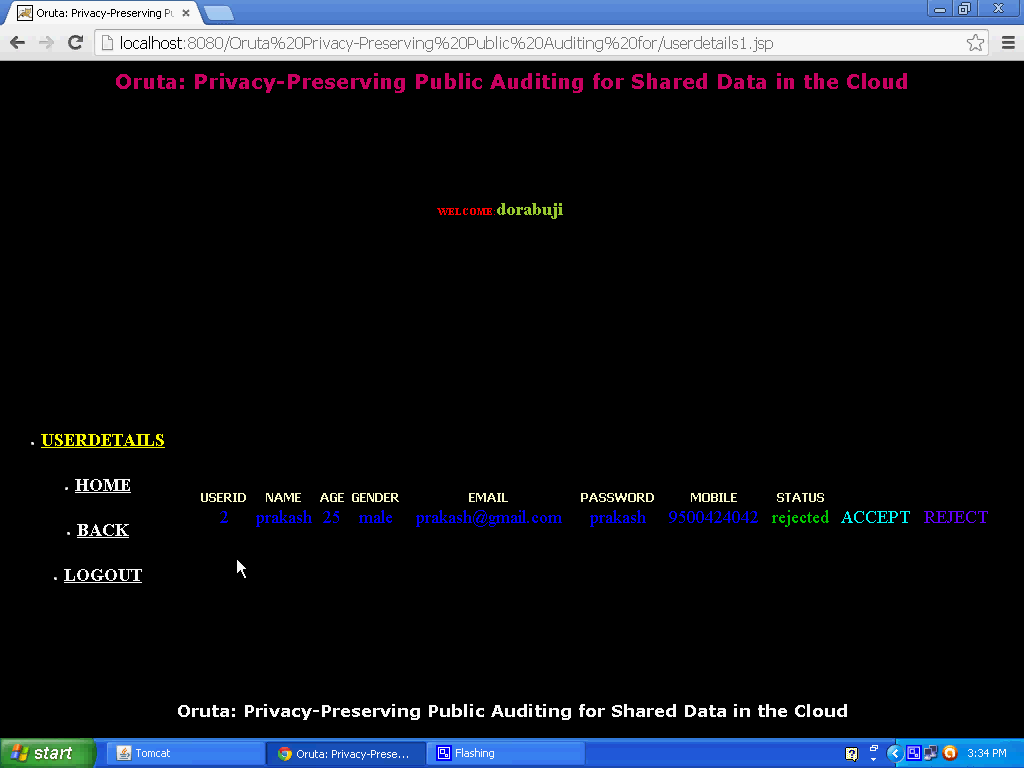 Oruta: Privacy-Preserving Pu
localhost:8080/Oruta%20Privacy-Preserving%20Public%20Auditing%20for/userdetails1.jsp
Oruta: Privacy-Preserving Public Auditing for Shared Data in the Cloud
WELCOME:dorabuji
USERDETAILS
HOME
BACK
LOGOUT
USERID NAME AGE GENDER EMAIL PASSWORD MOBILE STATUS
2 prakash 25 male prakash@gmail.com prakash 9500424042 rejected ACCEPT REJECT
Oruta: Privacy-Preserving Public Auditing for Shared Data in the Cloud
start Tomcat Oruta: Privacy-Prese... Flashing 3:34 PM